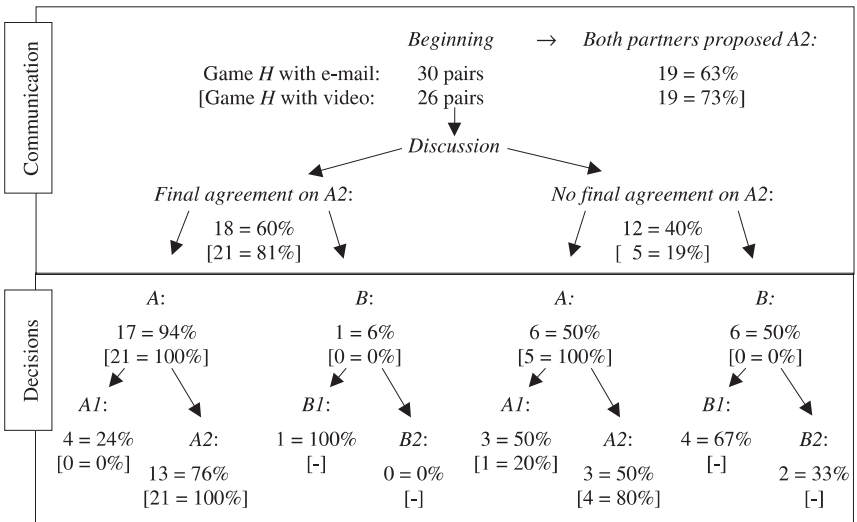 Communication
Beginning → Both partners proposed A2:
Game H with e-mail: 30 pairs 19 = 63%
[Game H with video: 26 pairs 19 = 73%]
Discussion
Final agreement on A2: No final agreement on A2:
18 = 60% 12 = 40%
[21 = 81%] [ 5 = 19%]
Decisions
A: B: A: B:
17 = 94% 1 = 6% 6 = 50% 6 = 50%
[21 = 100%] [0 = 0%] [5 = 100%] [0 = 0%]
A1: B1: A1: B1:
4 = 24% A2: 1 = 100% B2: 3 = 50% A2: 4 = 67% B2:
[0 = 0%] [-] [1 = 20%] [-]
13 = 76% 0 = 0% 3 = 50% 2 = 33%
[21 = 100%] [-] [4 = 80%] [-]